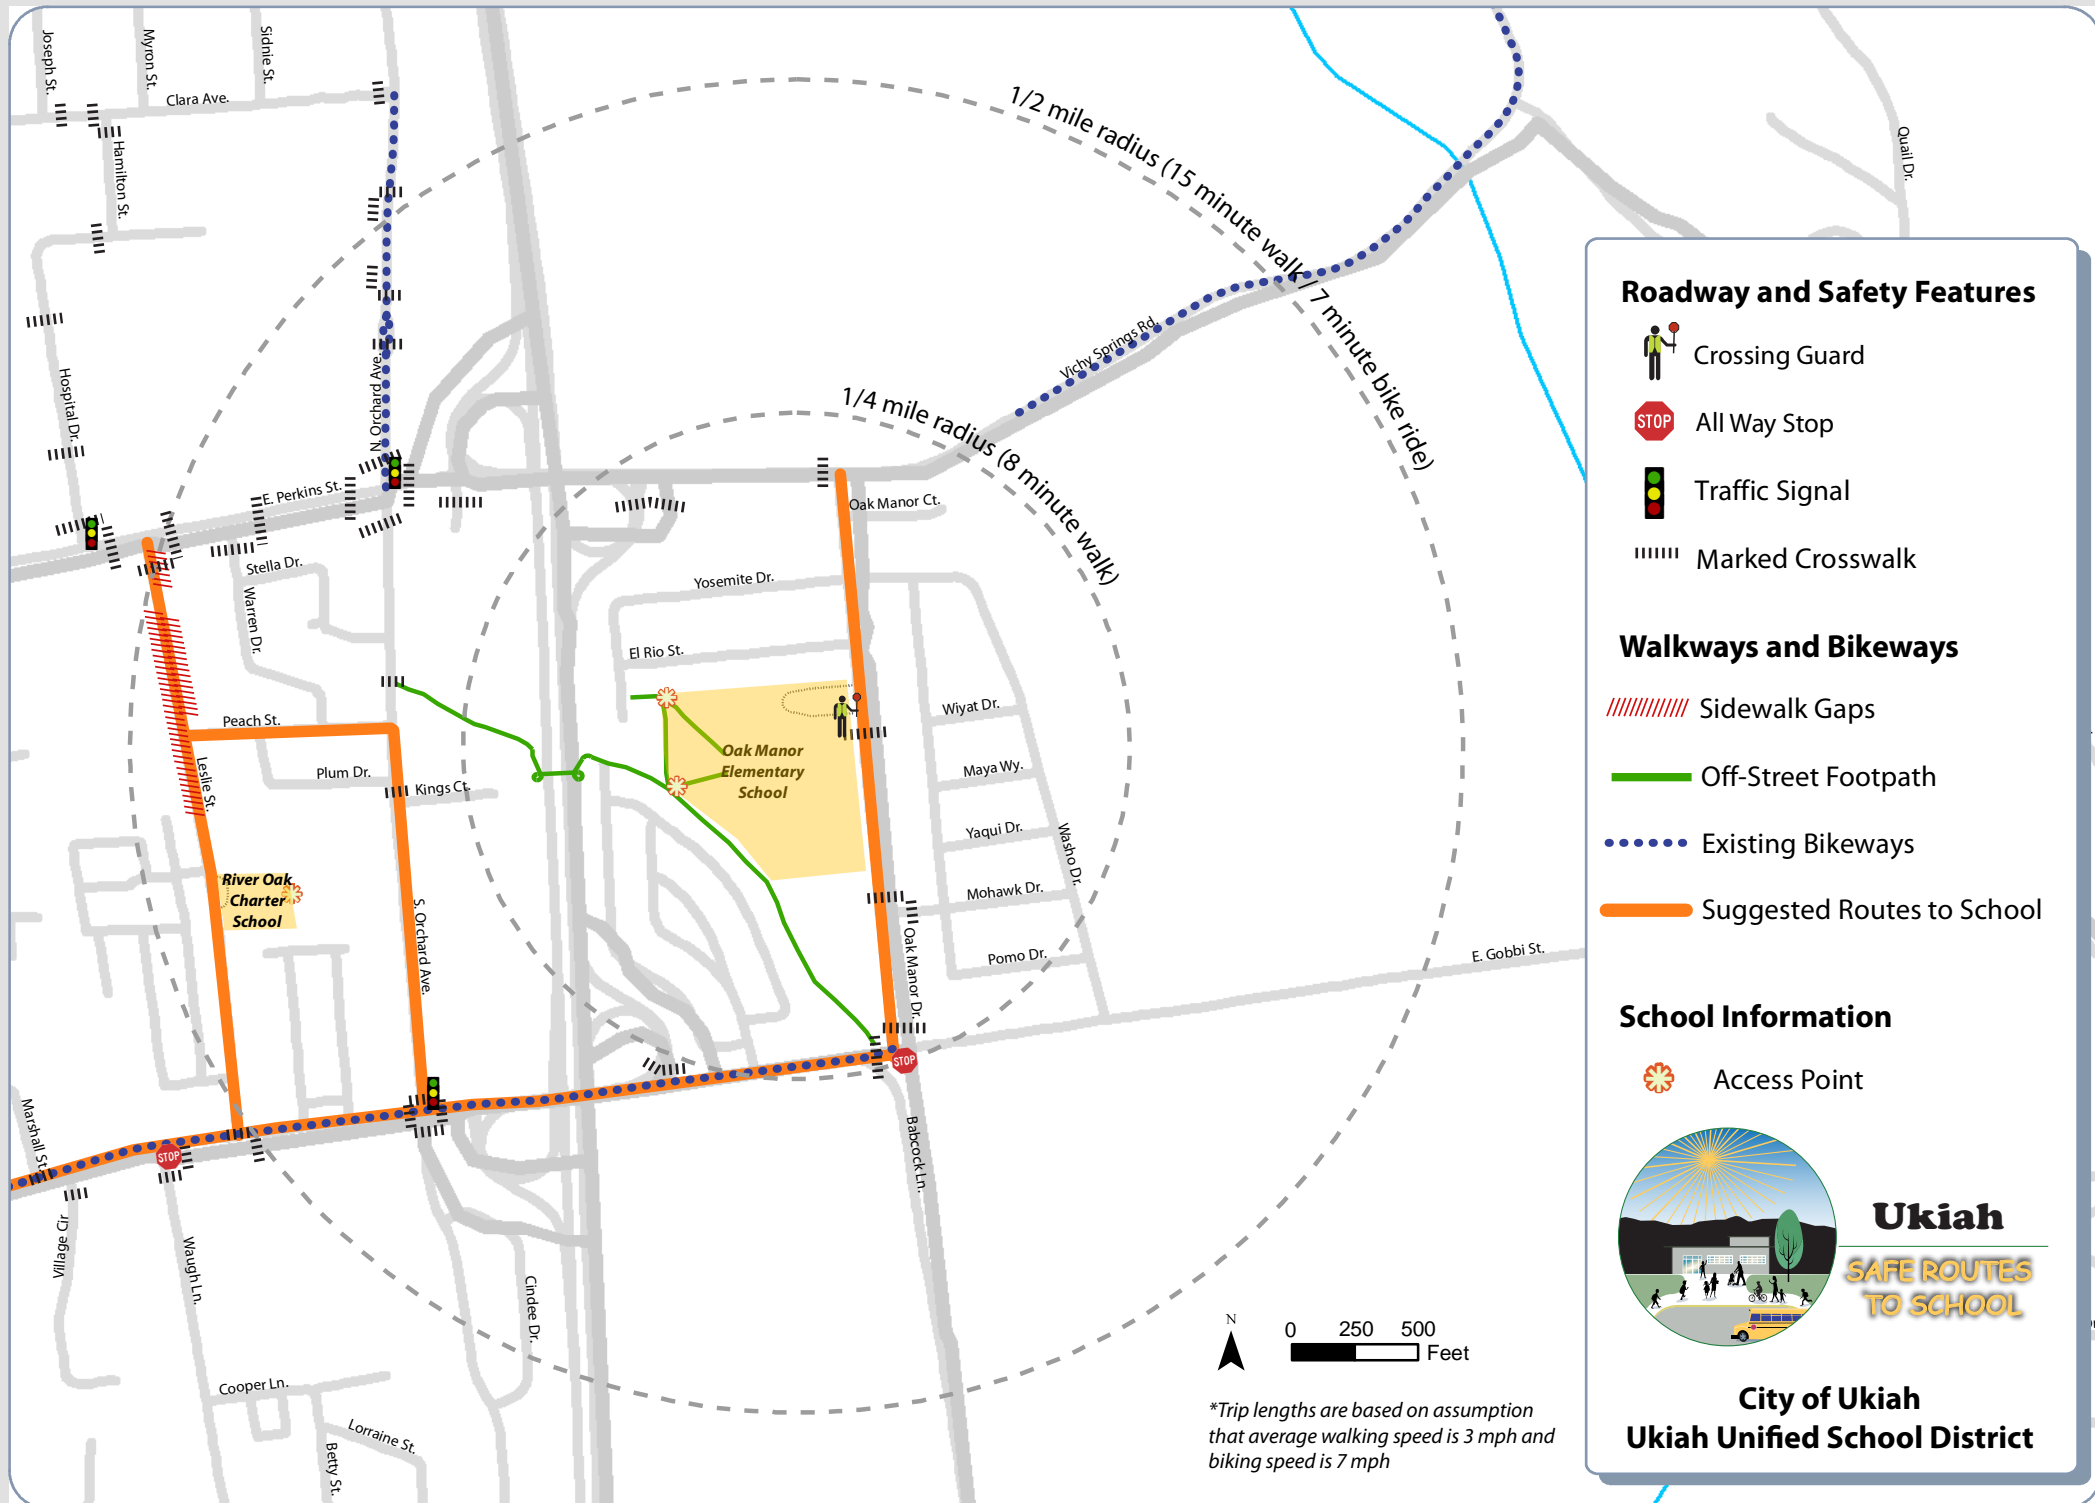 Joseph St.
Myron St.
Sidnie St.
Clara Ave.
Hamilton St.
Hospital Dr.
N. Orchard Ave.
E. Perkins St.
Stella Dr.
Warren Dr.
Peach St.
Plum Dr.
Kings Ct.
Leslie St.
River Oak
Charter
School
S. Orchard Ave.
Marshall St.
Village Cir
Waugh Ln.
Cindee Dr.
Cooper Ln.
Lorraine St.
Betty St.
1/2 mile radius (15 minute walk / 7 minute bike ride)
1/4 mile radius (8 minute walk)
Vichy Springs Rd.
Oak Manor Ct.
Yosemite Dr.
El Rio St.
Oak Manor
Elementary
School
Wiyat Dr.
Maya Wy.
Yaqui Dr.
Mohawk Dr.
Pomo Dr.
Washo Dr.
Oak Manor Dr.
E. Gobbi St.
Babcock Ln.
Quail Dr.
STOP
STOP
N
0 250 500
Feet
*Trip lengths are based on assumption
that average walking speed is 3 mph and
biking speed is 7 mph
Roadway and Safety Features
Crossing Guard
STOP All Way Stop
Traffic Signal
Marked Crosswalk
Walkways and Bikeways
Sidewalk Gaps
Off-Street Footpath
Existing Bikeways
Suggested Routes to School
School Information
Access Point
Ukiah
SAFE ROUTES
TO SCHOOL
City of Ukiah
Ukiah Unified School District